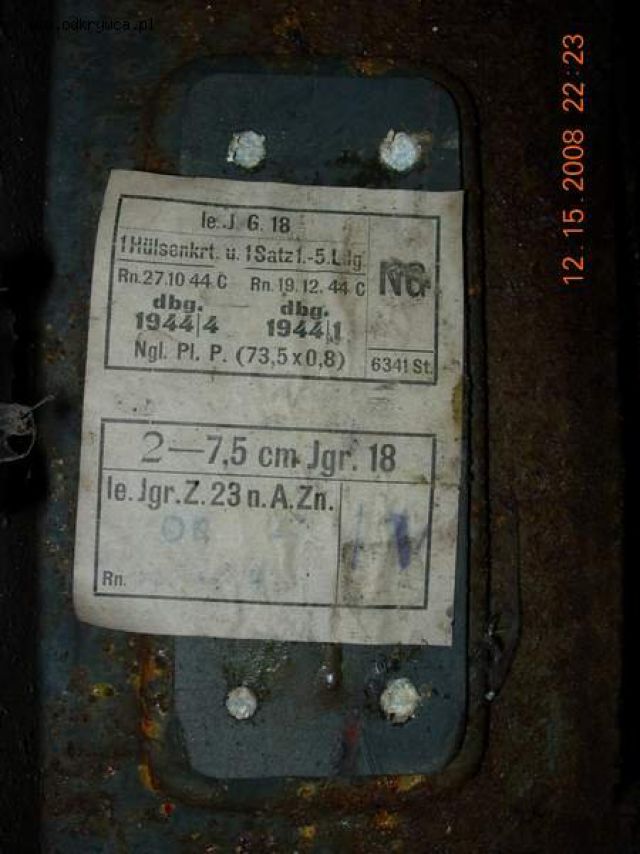 www.odkrywca.pl
12.15.2008 22:23
le. J. G. 18
1 Hülsenkrt. u. 1 Satz 1.-5. Ldg.
Rn. 27.10 44 C Rn. 19.12. 44 C
dbg. dbg.
1944/4 1944/1
Ngl. Pl. P. (73,5 x 0,8)
6341 St.
2—7,5 cm Jgr. 18
le. Jgr. Z. 23 n. A. Zn.
Rn.